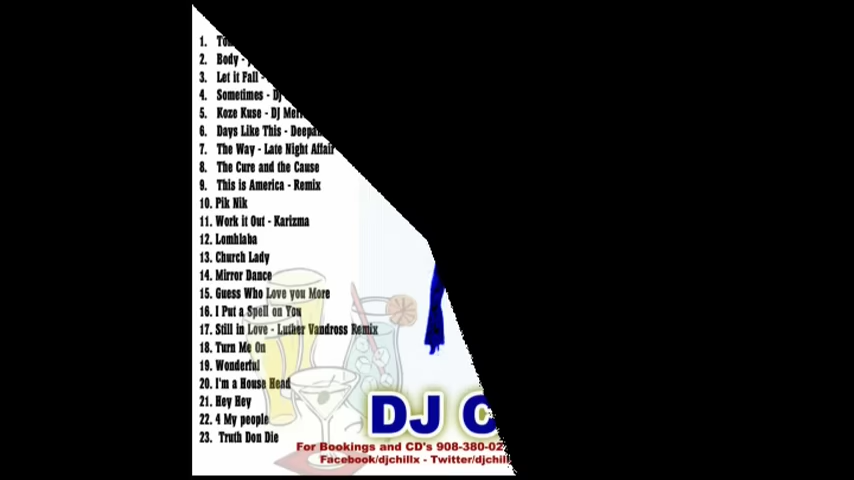 1.
2. Body -
3. Let it Fall -
4. Sometimes - DJ
5. Koze Kuse - DJ
6. Days Like This -
7. The Way - Late Night Affair
8. The Cure and the Cause
9. This is America - Remix
10. Pik Nik
11. Work it Out - Karizma
12. Lomhlaba
13. Church Lady
14. Mirror Dance
15. Guess Who Love you More
16. I Put a Spell on You
17. Still in Love - Luther Vandross Remix
18. Turn Me On
19. Wonderful
20. I'm a House Head
21. Hey Hey
22. 4 My people
23. Truth Don Die
DJ C
For Bookings and CD's 908-380-02
Facebook/djchillx - Twitter/djchill